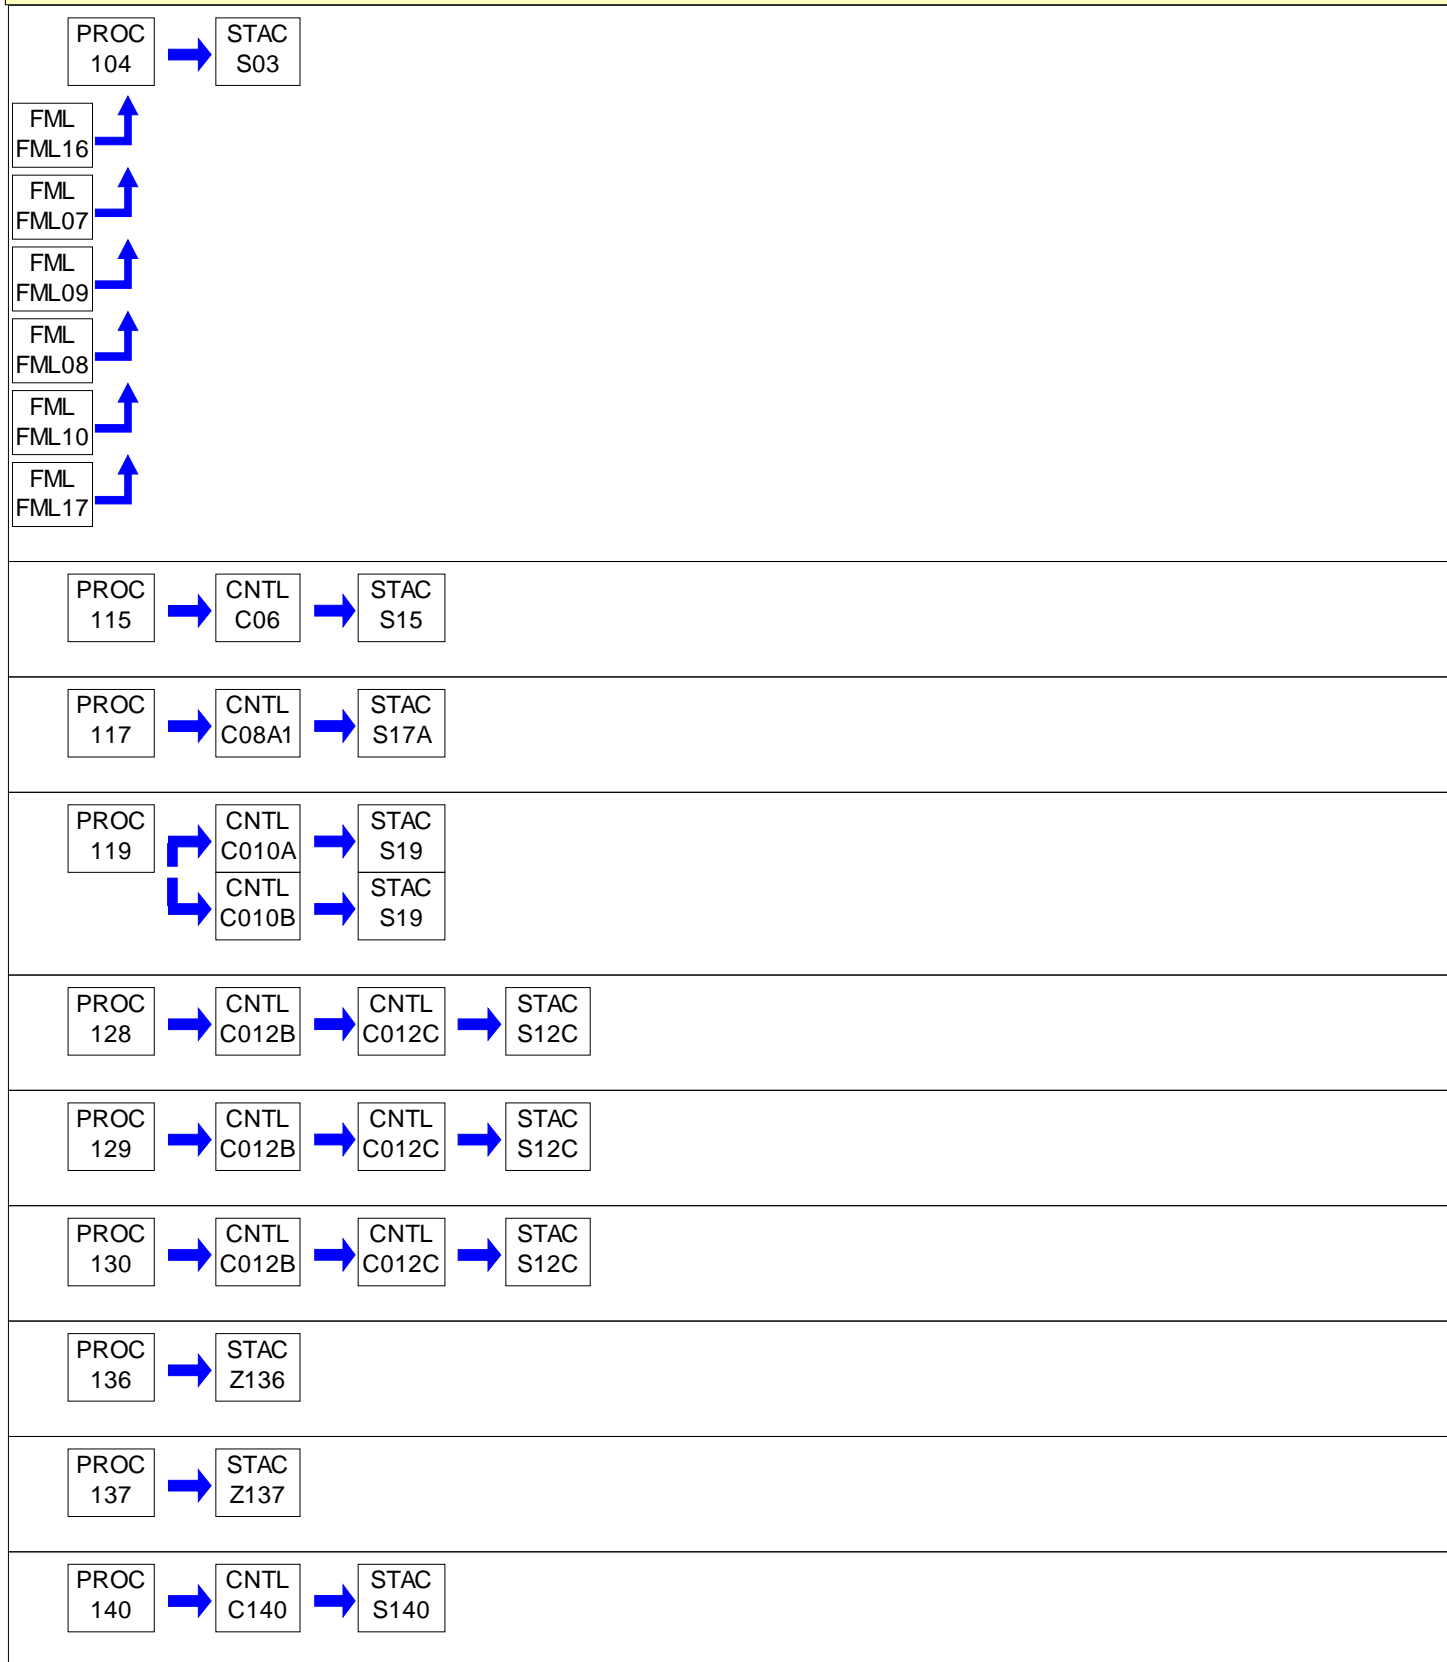 PROC STAC
104 S03
FML
FML16
FML
FML07
FML
FML09
FML
FML08
FML
FML10
FML
FML17
PROC CNTL STAC
115 C06 S15
PROC CNTL STAC
117 C08A1 S17A
PROC CNTL STAC
119 C010A S19
CNTL STAC
C010B S19
PROC CNTL CNTL STAC
128 C012B C012C S12C
PROC CNTL CNTL STAC
129 C012B C012C S12C
PROC CNTL CNTL STAC
130 C012B C012C S12C
PROC STAC
136 Z136
PROC STAC
137 Z137
PROC CNTL STAC
140 C140 S140